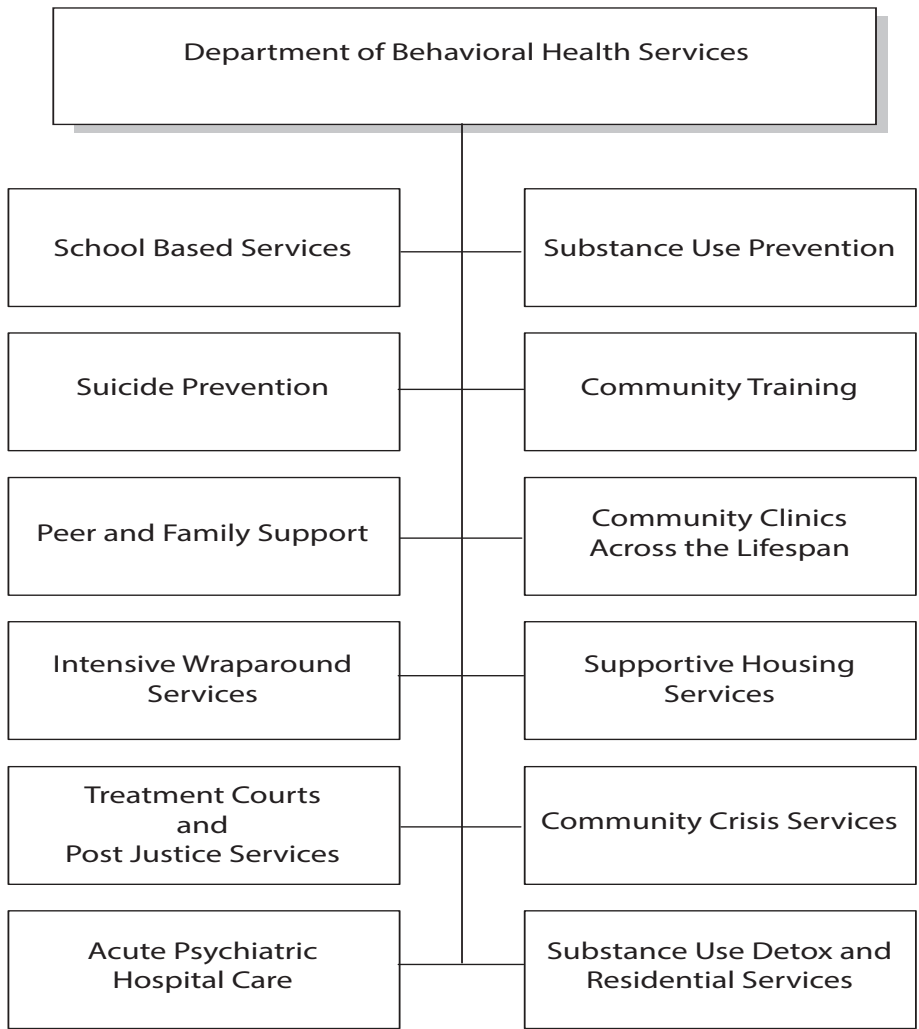 Department of Behavioral Health Services
School Based Services
Substance Use Prevention
Suicide Prevention
Community Training
Peer and Family Support
Community Clinics
Across the Lifespan
Intensive Wraparound
Services
Supportive Housing
Services
Treatment Courts
and
Post Justice Services
Community Crisis Services
Acute Psychiatric
Hospital Care
Substance Use Detox and
Residential Services